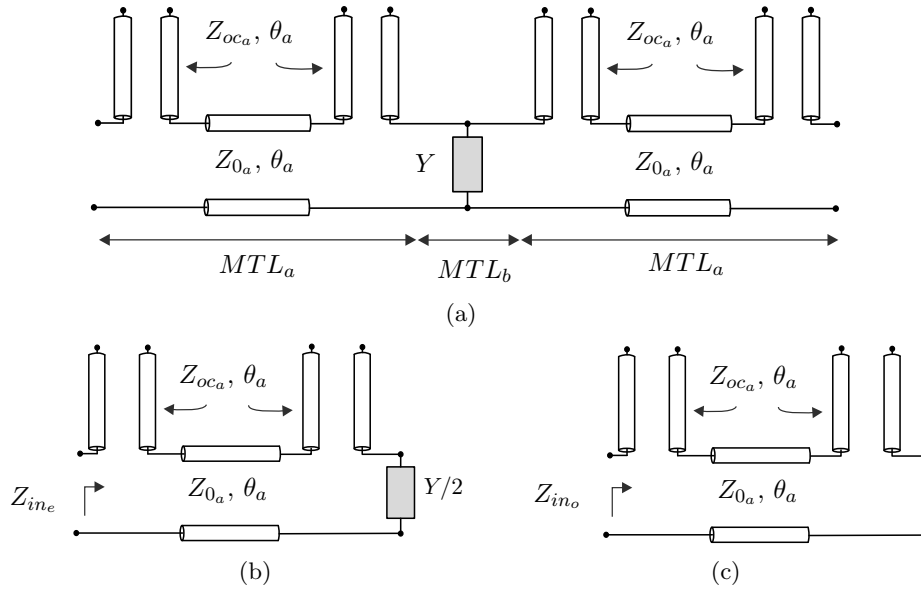 Z_{oc_a}, θ_a
Z_{oc_a}, θ_a
Z_{0_a}, θ_a
Y
Z_{0_a}, θ_a
MTL_a
MTL_b
MTL_a
(a)
Z_{oc_a}, θ_a
Z_{in_e}
Z_{0_a}, θ_a
Y/2
(b)
Z_{oc_a}, θ_a
Z_{in_o}
Z_{0_a}, θ_a
(c)